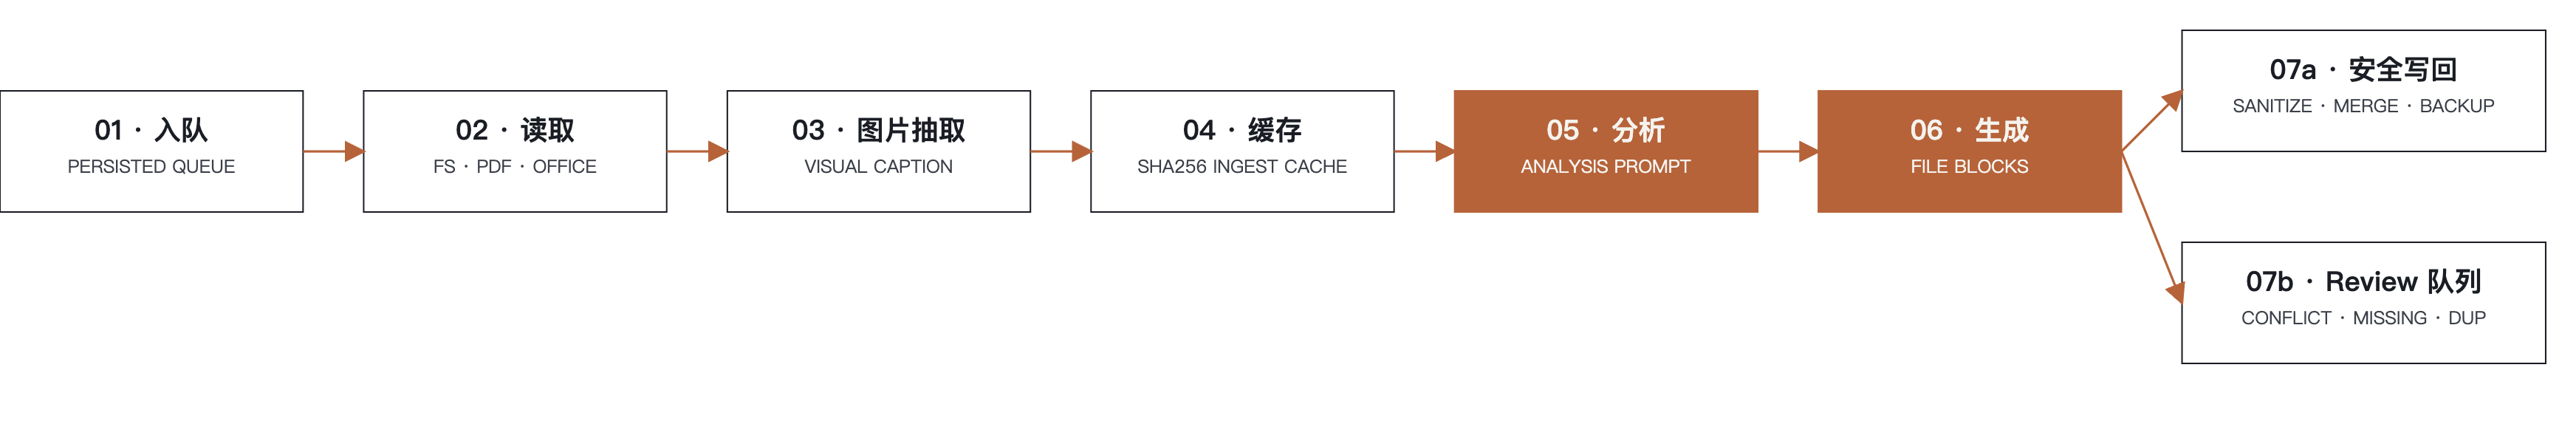 01 · 入队
PERSISTED QUEUE
02 · 读取
FS · PDF · OFFICE
03 · 图片抽取
VISUAL CAPTION
04 · 缓存
SHA256 INGEST CACHE
05 · 分析
ANALYSIS PROMPT
06 · 生成
FILE BLOCKS
07a · 安全写回
SANITIZE · MERGE · BACKUP
07b · Review 队列
CONFLICT · MISSING · DUP